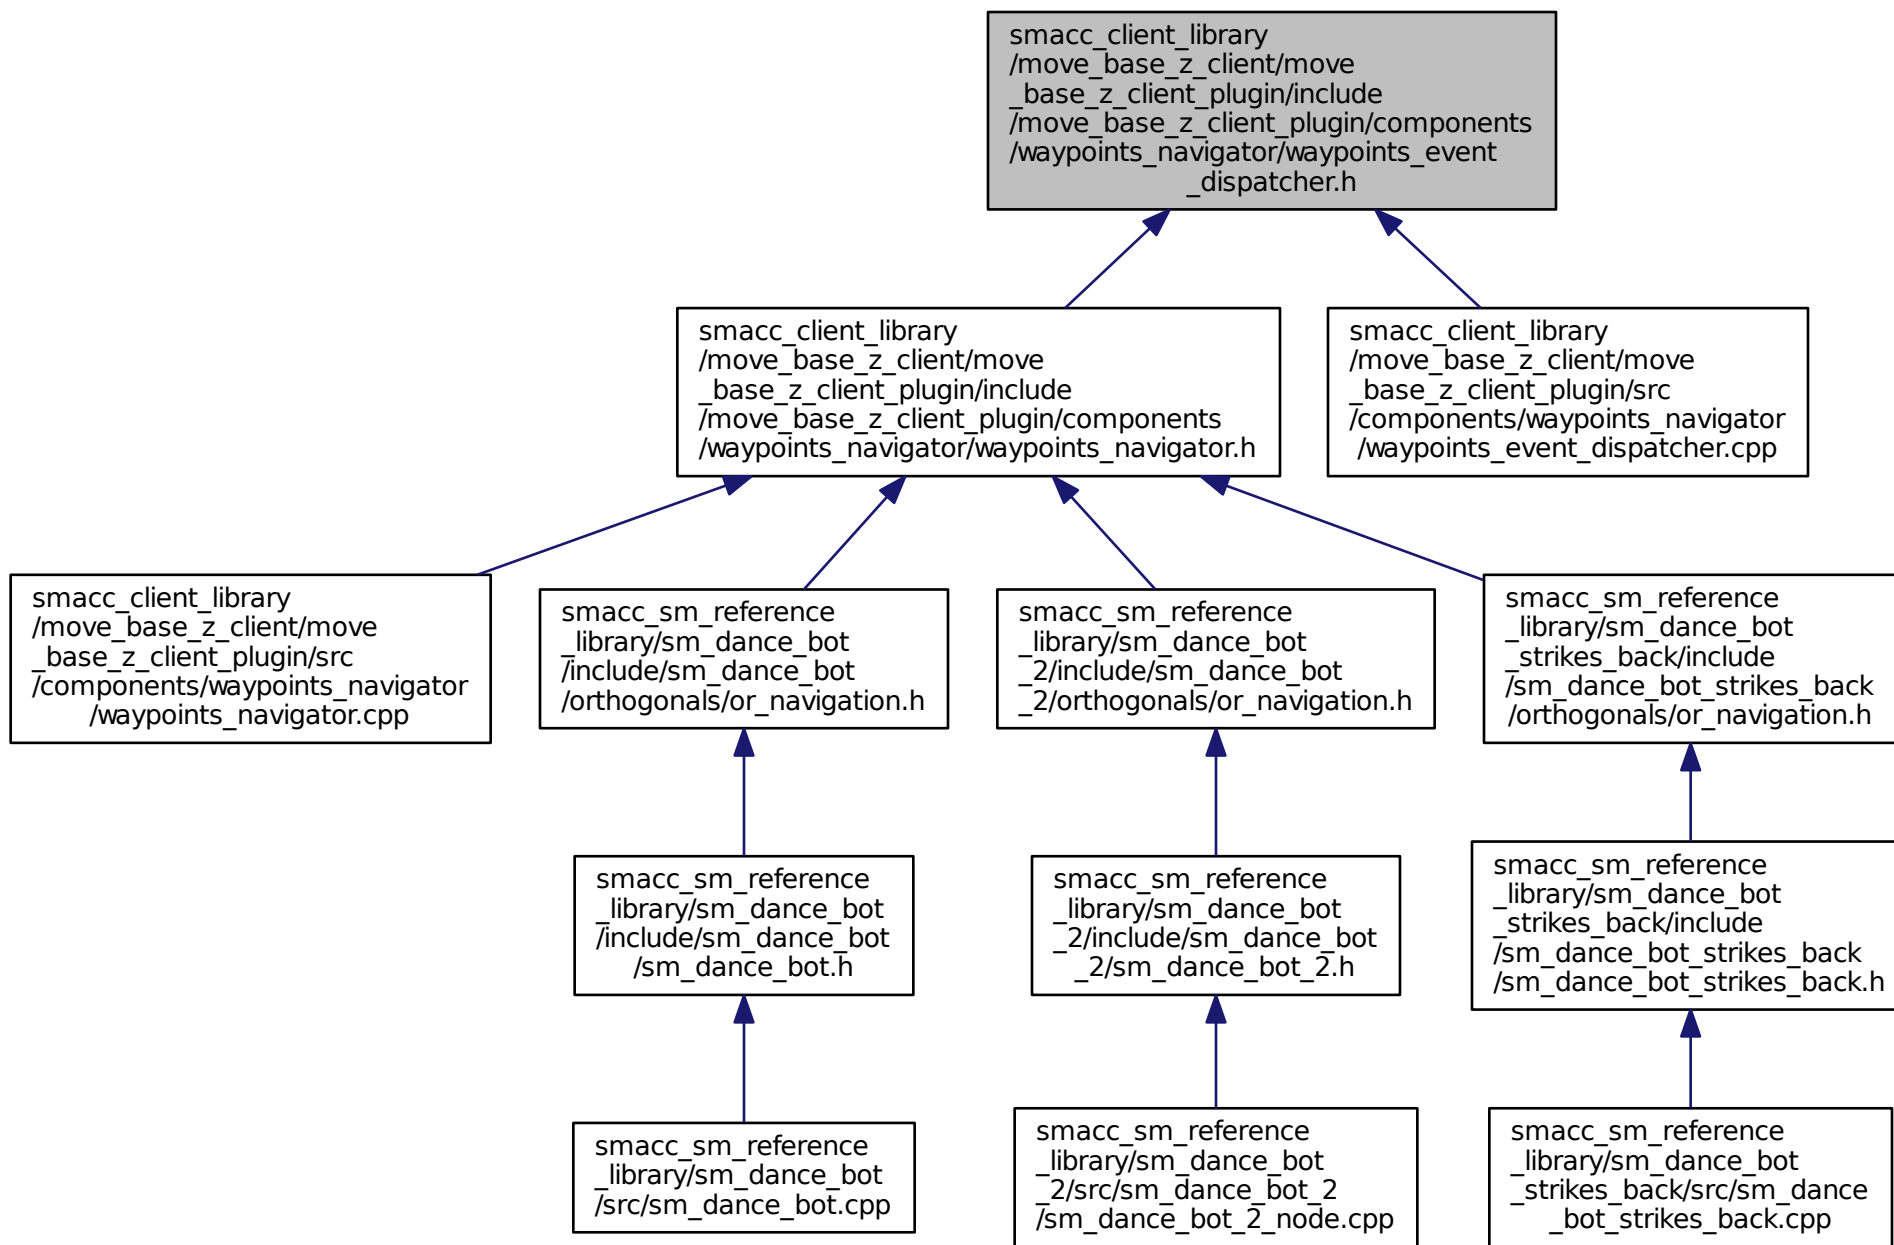 smacc_client_library
/move_base_z_client/move
_base_z_client_plugin/include
/move_base_z_client_plugin/components
/waypoints_navigator/waypoints_event
_dispatcher.h
smacc_client_library
/move_base_z_client/move
_base_z_client_plugin/include
/move_base_z_client_plugin/components
/waypoints_navigator/waypoints_navigator.h
smacc_client_library
/move_base_z_client/move
_base_z_client_plugin/src
/components/waypoints_navigator
/waypoints_event_dispatcher.cpp
smacc_client_library
/move_base_z_client/move
_base_z_client_plugin/src
/components/waypoints_navigator
/waypoints_navigator.cpp
smacc_sm_reference
_library/sm_dance_bot
/include/sm_dance_bot
/orthogonals/or_navigation.h
smacc_sm_reference
_library/sm_dance_bot
_2/include/sm_dance_bot
_2/orthogonals/or_navigation.h
smacc_sm_reference
_library/sm_dance_bot
_strikes_back/include
/sm_dance_bot_strikes_back
/orthogonals/or_navigation.h
smacc_sm_reference
_library/sm_dance_bot
/include/sm_dance_bot
/sm_dance_bot.h
smacc_sm_reference
_library/sm_dance_bot
_2/include/sm_dance_bot
_2/sm_dance_bot_2.h
smacc_sm_reference
_library/sm_dance_bot
_strikes_back/include
/sm_dance_bot_strikes_back
/sm_dance_bot_strikes_back.h
smacc_sm_reference
_library/sm_dance_bot
/src/sm_dance_bot.cpp
smacc_sm_reference
_library/sm_dance_bot
_2/src/sm_dance_bot_2
/sm_dance_bot_2_node.cpp
smacc_sm_reference
_library/sm_dance_bot
_strikes_back/src/sm_dance
_bot_strikes_back.cpp